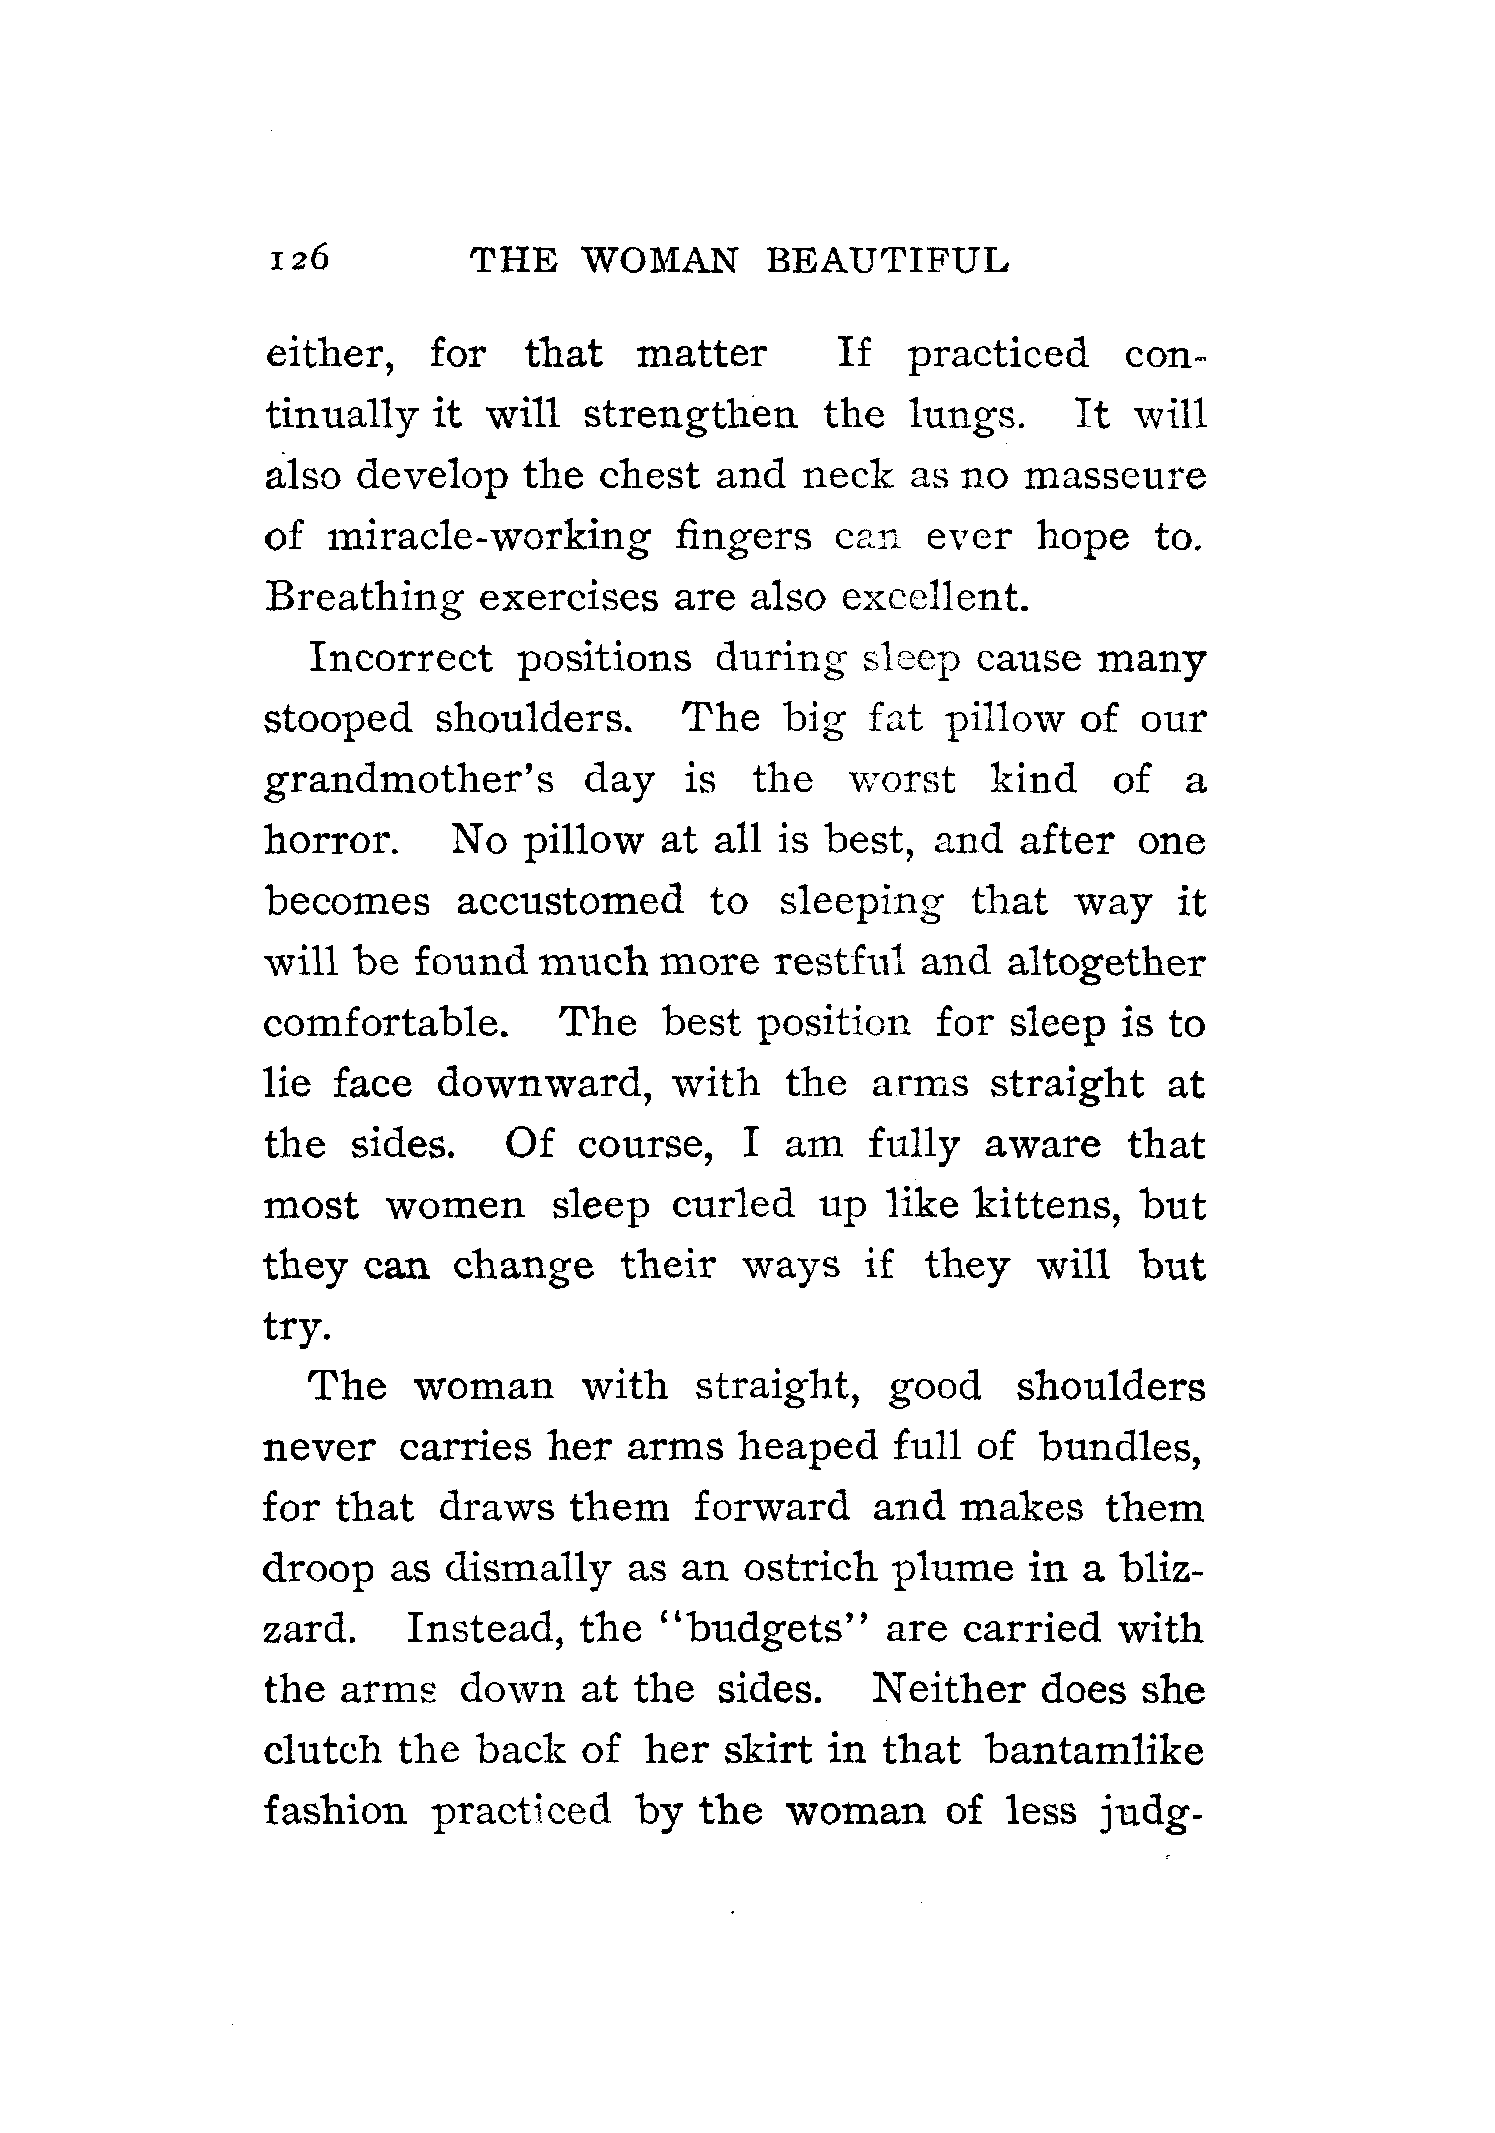 126 THE WOMAN BEAUTIFUL
either, for that matter If practiced con-
tinually it will strengthen the lungs. It will
also develop the chest and neck as no masseure
of miracle-working fingers can ever hope to.
Breathing exercises are also excellent.
Incorrect positions during sleep cause many
stooped shoulders. The big fat pillow of our
grandmother's day is the worst kind of a
horror. No pillow at all is best, and after one
becomes accustomed to sleeping that way it
will be found much more restful and altogether
comfortable. The best position for sleep is to
lie face downward, with the arms straight at
the sides. Of course, I am fully aware that
most women sleep curled up like kittens, but
they can change their ways if they will but
try.
The woman with straight, good shoulders
never carries her arms heaped full of bundles,
for that draws them forward and makes them
droop as dismally as an ostrich plume in a bliz-
zard. Instead, the "budgets" are carried with
the arms down at the sides. Neither does she
clutch the back of her skirt in that bantamlike
fashion practiced by the woman of less judg-